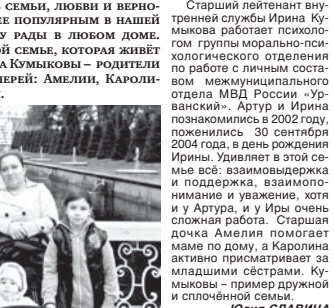 СЕМЬИ, ЛЮБВИ И ВЕРНО-
ЕЕ ПОПУЛЯРНЫМ В НАШЕЙ
У РАДЫ В ЛЮБОМ ДОМЕ.
ОЙ СЕМЬЕ, КОТОРАЯ ЖИВЁТ
А КУМЫКОВЫ – РОДИТЕЛИ
ЕРЕЙ: АМЕЛИИ, КАРОЛИ-
Старший лейтенант вну-
тренней службы Ирина Ку-
мыкова работает психоло-
гом группы морально-пси-
хологического отделения
по работе с личным соста-
вом межмуниципального
отдела МВД России «Ур-
ванский». Артур и Ирина
познакомились в 2002 году,
поженились 30 сентября
2004 года, в день рождения
Ирины. Удивляет в этой се-
мье всё: взаимовыдержка
и поддержка, взаимопо-
нимание и уважение, хотя
и у Артура, и у Иры очень
сложная работа. Старшая
дочка Амелия помогает
маме по дому, а Каролина
активно присматривает за
младшими сёстрами. Ку-
мыковы – пример дружной
и сплочённой семьи.